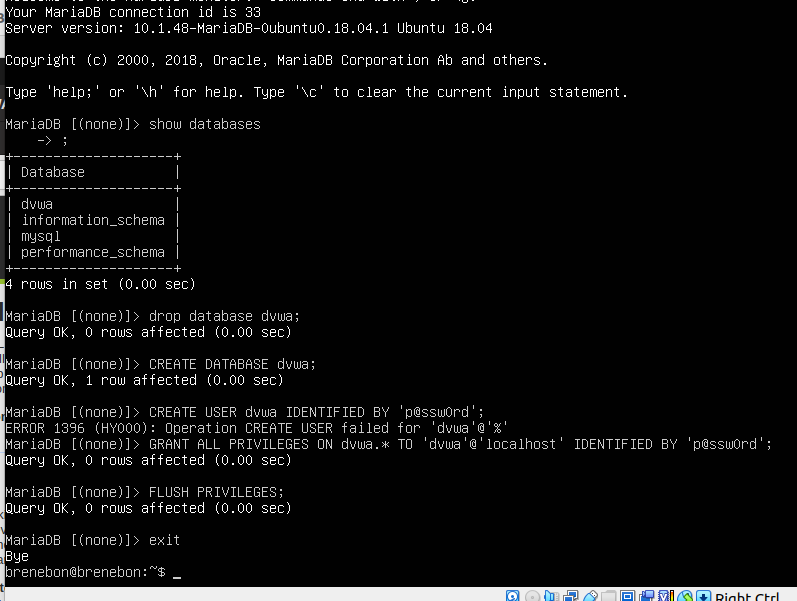 Your MariaDB connection id is 33
Server version: 10.1.48-MariaDB-0ubuntu0.18.04.1 Ubuntu 18.04
Copyright (c) 2000, 2018, Oracle, MariaDB Corporation Ab and others.
Type 'help;' or '\h' for help. Type '\c' to clear the current input statement.
MariaDB [(none)]> show databases
    -> ;
+--------------------+
| Database           |
+--------------------+
| dvwa               |
| information_schema |
| mysql              |
| performance_schema |
+--------------------+
4 rows in set (0.00 sec)
MariaDB [(none)]> drop database dvwa;
Query OK, 0 rows affected (0.00 sec)
MariaDB [(none)]> CREATE DATABASE dvwa;
Query OK, 1 row affected (0.00 sec)
MariaDB [(none)]> CREATE USER dvwa IDENTIFIED BY 'p@ssw0rd';
ERROR 1396 (HY000): Operation CREATE USER failed for 'dvwa'@'%'
MariaDB [(none)]> GRANT ALL PRIVILEGES ON dvwa.* TO 'dvwa'@'localhost' IDENTIFIED BY 'p@ssw0rd';
Query OK, 0 rows affected (0.00 sec)
MariaDB [(none)]> FLUSH PRIVILEGES;
Query OK, 0 rows affected (0.00 sec)
MariaDB [(none)]> exit
Bye
brenebon@brenebon:~$ _
Right Ctrl